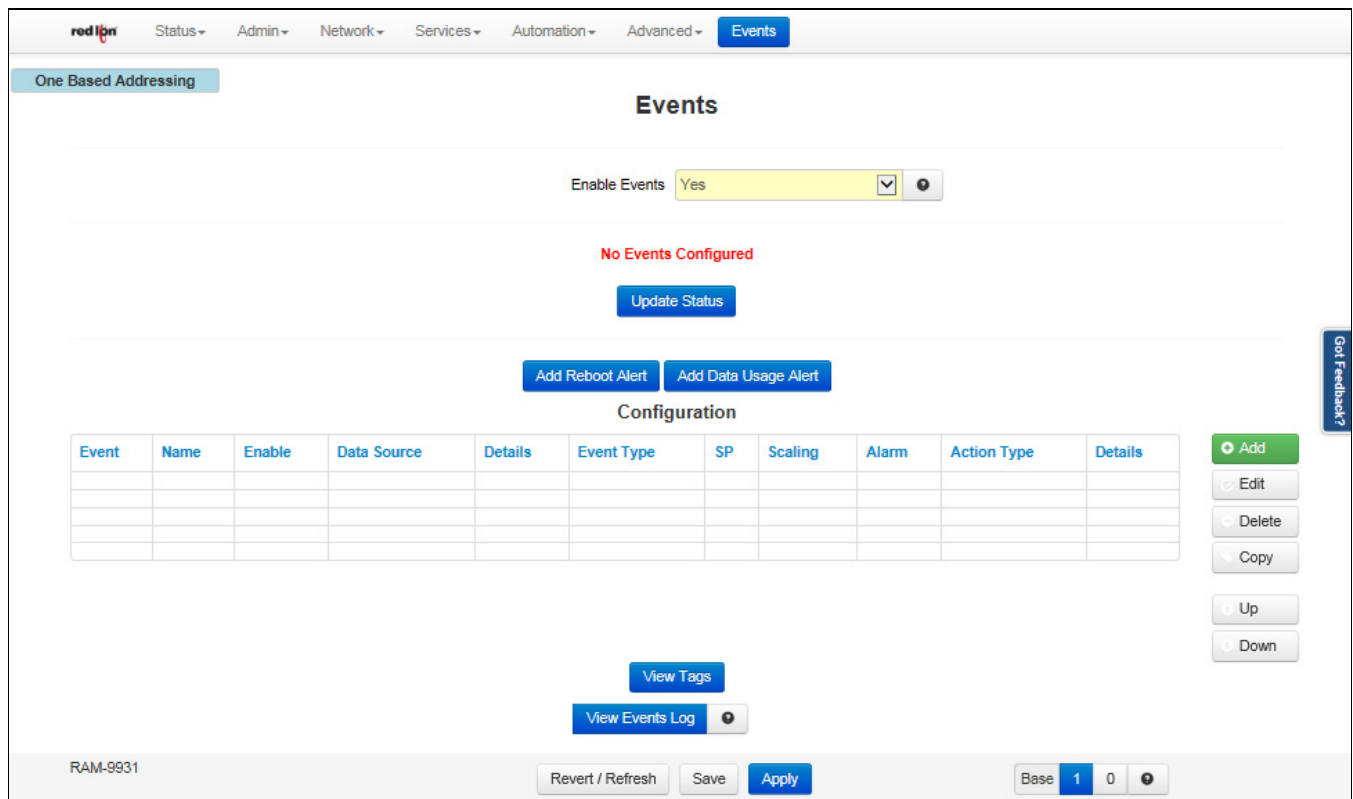 red lion Status Admin Network Services Automation Advanced Events
One Based Addressing
Events
Enable Events Yes
No Events Configured
Update Status
Got Feedback?
Add Reboot Alert Add Data Usage Alert
Configuration
Event Name Enable Data Source Details Event Type SP Scaling Alarm Action Type Details
Add
Edit
Delete
Copy
Up
Down
View Tags
View Events Log
RAM-9931 Revert / Refresh Save Apply Base 1 0